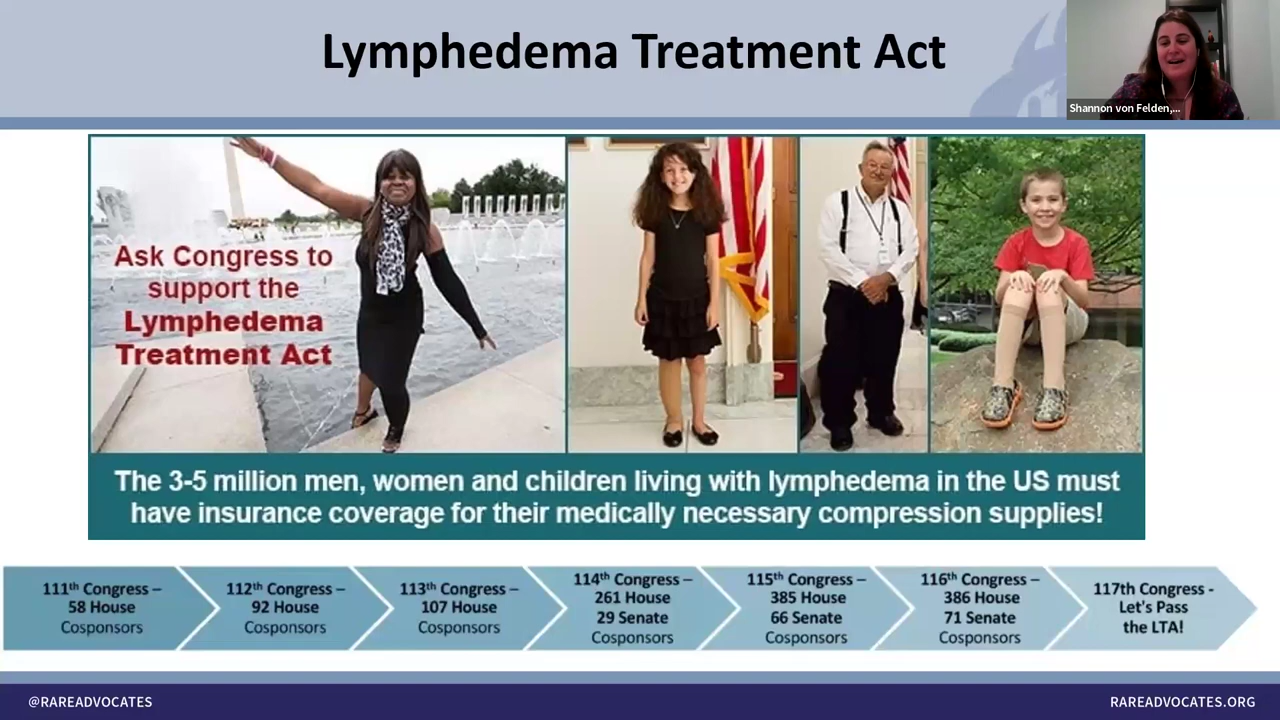 Lymphedema Treatment Act
Shannon von Felden,...
Ask Congress to
support the
Lymphedema
Treatment Act
The 3-5 million men, women and children living with lymphedema in the US must
have insurance coverage for their medically necessary compression supplies!
111th Congress –
58 House
Cosponsors
112th Congress –
92 House
Cosponsors
113th Congress –
107 House
Cosponsors
114th Congress –
261 House
29 Senate
Cosponsors
115th Congress –
385 House
66 Senate
Cosponsors
116th Congress –
386 House
71 Senate
Cosponsors
117th Congress -
Let's Pass
the LTA!
@RAREADVOCATES
RAREADVOCATES.ORG